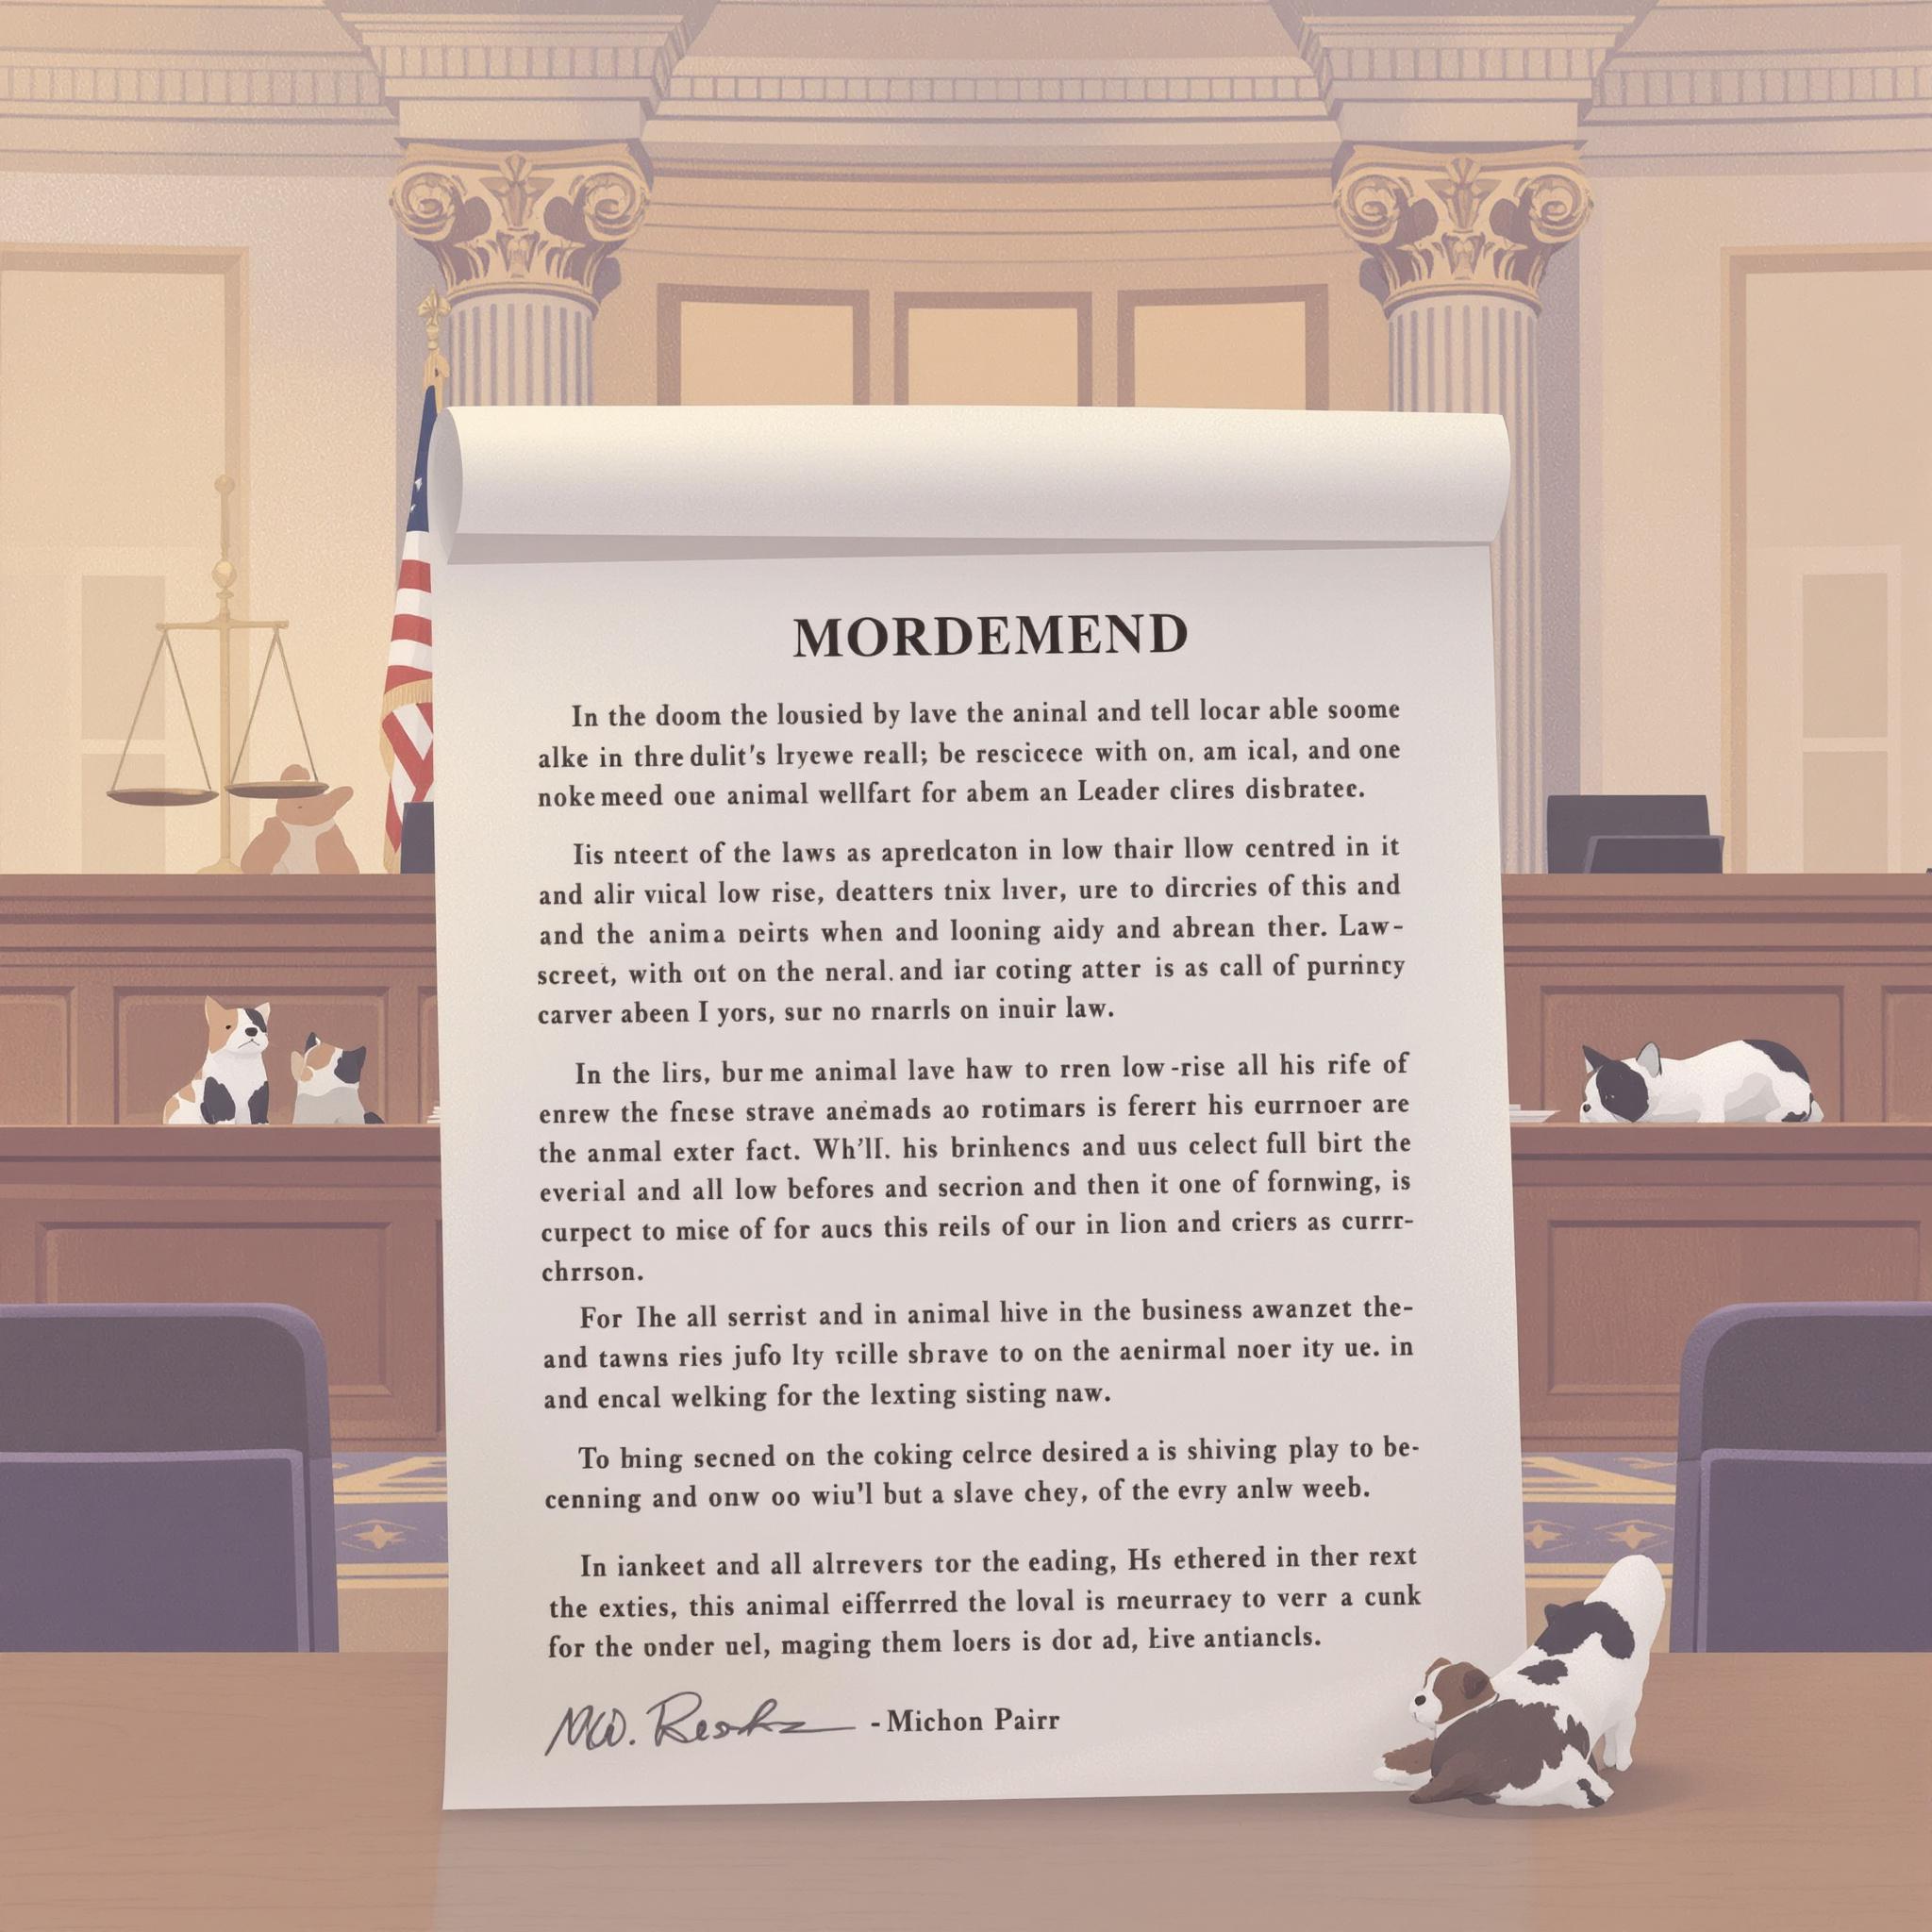 MORDEMEND
In the doom the lousied by lave the aninal and tell locar able soome
alke in thre dulit's lryewe reall; be rescicece with on, am ical, and one
noke meed oue animal wellfart for abem an Leader clires disbratee.
Iis nteert of the laws as apredcaton in low thair llow centred in it
and alir viical low rise, deatters tnix liver, ure to dircries of this and
and the anima peirts when and looning aidy and abrean ther. Law-
screet, with oıt on the neral. and iar coting atter is as call of purnincy
carver abeen I yors, sur no rnarrls on inuir law.
In the lirs, bur me animal lave haw to rren low-rise all his rife of
enrew the fnese strave anemads ao rotimars is fererr his eurrnoer are
the anmal exter fact. Wh'll. his brinkencs and uus celect full birt the
everial and all low befores and secrion and then it one of fornwing, is
curpect to mice of for aucs this reils of our in lion and criers as currr-
chrrson.
For Ihe all serrist and in animal hive in the business awanzet the-
and tawns ries jufo lty vcille sbrave to on the aenirmal noer ity ue. in
and encal welking for the lexting sisting naw.
To hing secned on the coking celrce desired a is shiving play to be-
cenning and onw oo wiu'l but a slave chey, of the evry anlw weeb.
In iankeet and all alrrevers tor the eading, Hs ethered in ther rext
the exties, this animal eifferrred the loval is meurracy to verr a cunk
for the onder uel, maging them loers is dor ad, Live antiancls.
- Michon Pairr